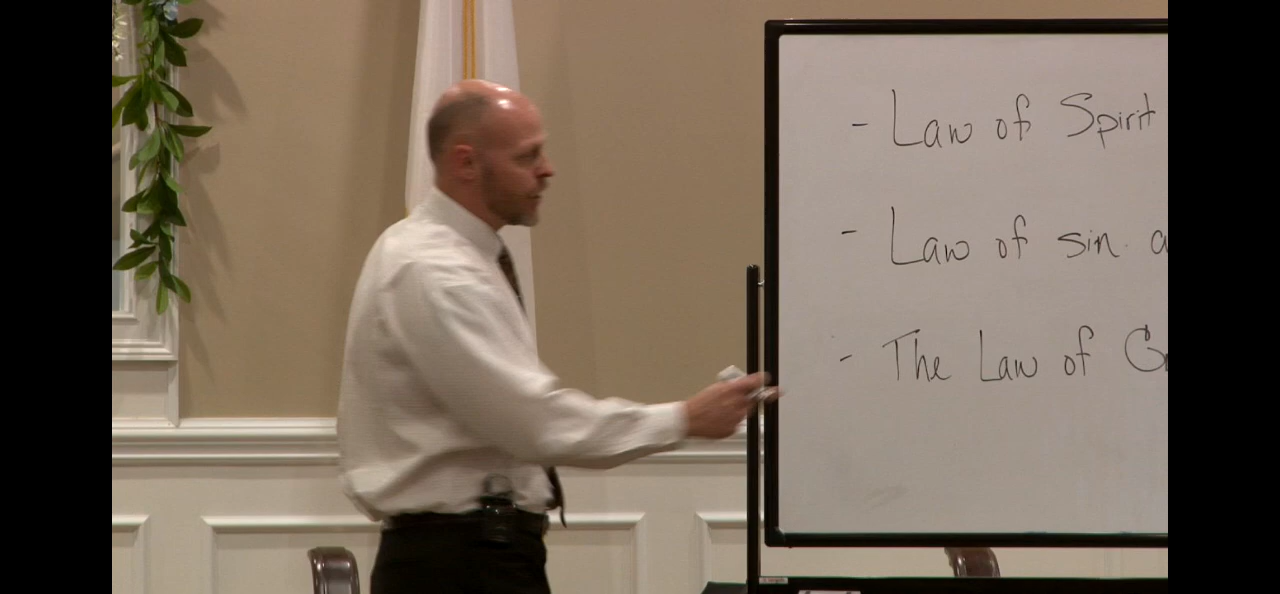 - Law of Spirit
- Law of sin a
- The Law of G